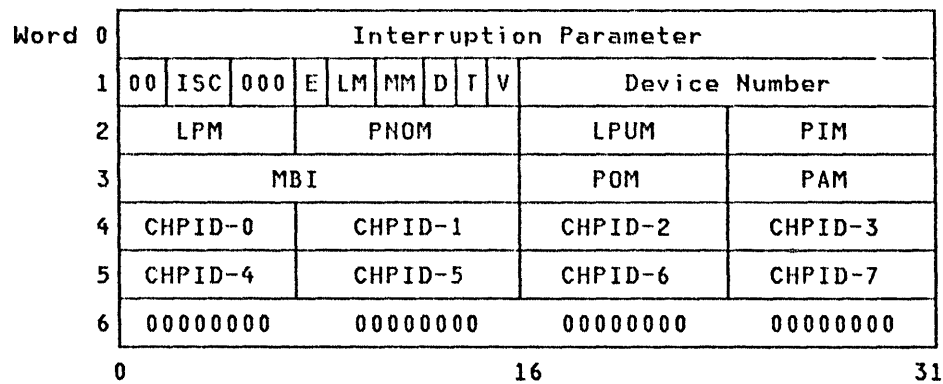 Word 0 Interruption Parameter
1 00 ISC 000 E LM MM D T V Device Number
2 LPM PNOM LPUM PIM
3 MBI POM PAM
4 CHPID-0 CHPID-1 CHPID-2 CHPID-3
5 CHPID-4 CHPID-5 CHPID-6 CHPID-7
6 00000000 00000000 00000000 00000000
0 16 31